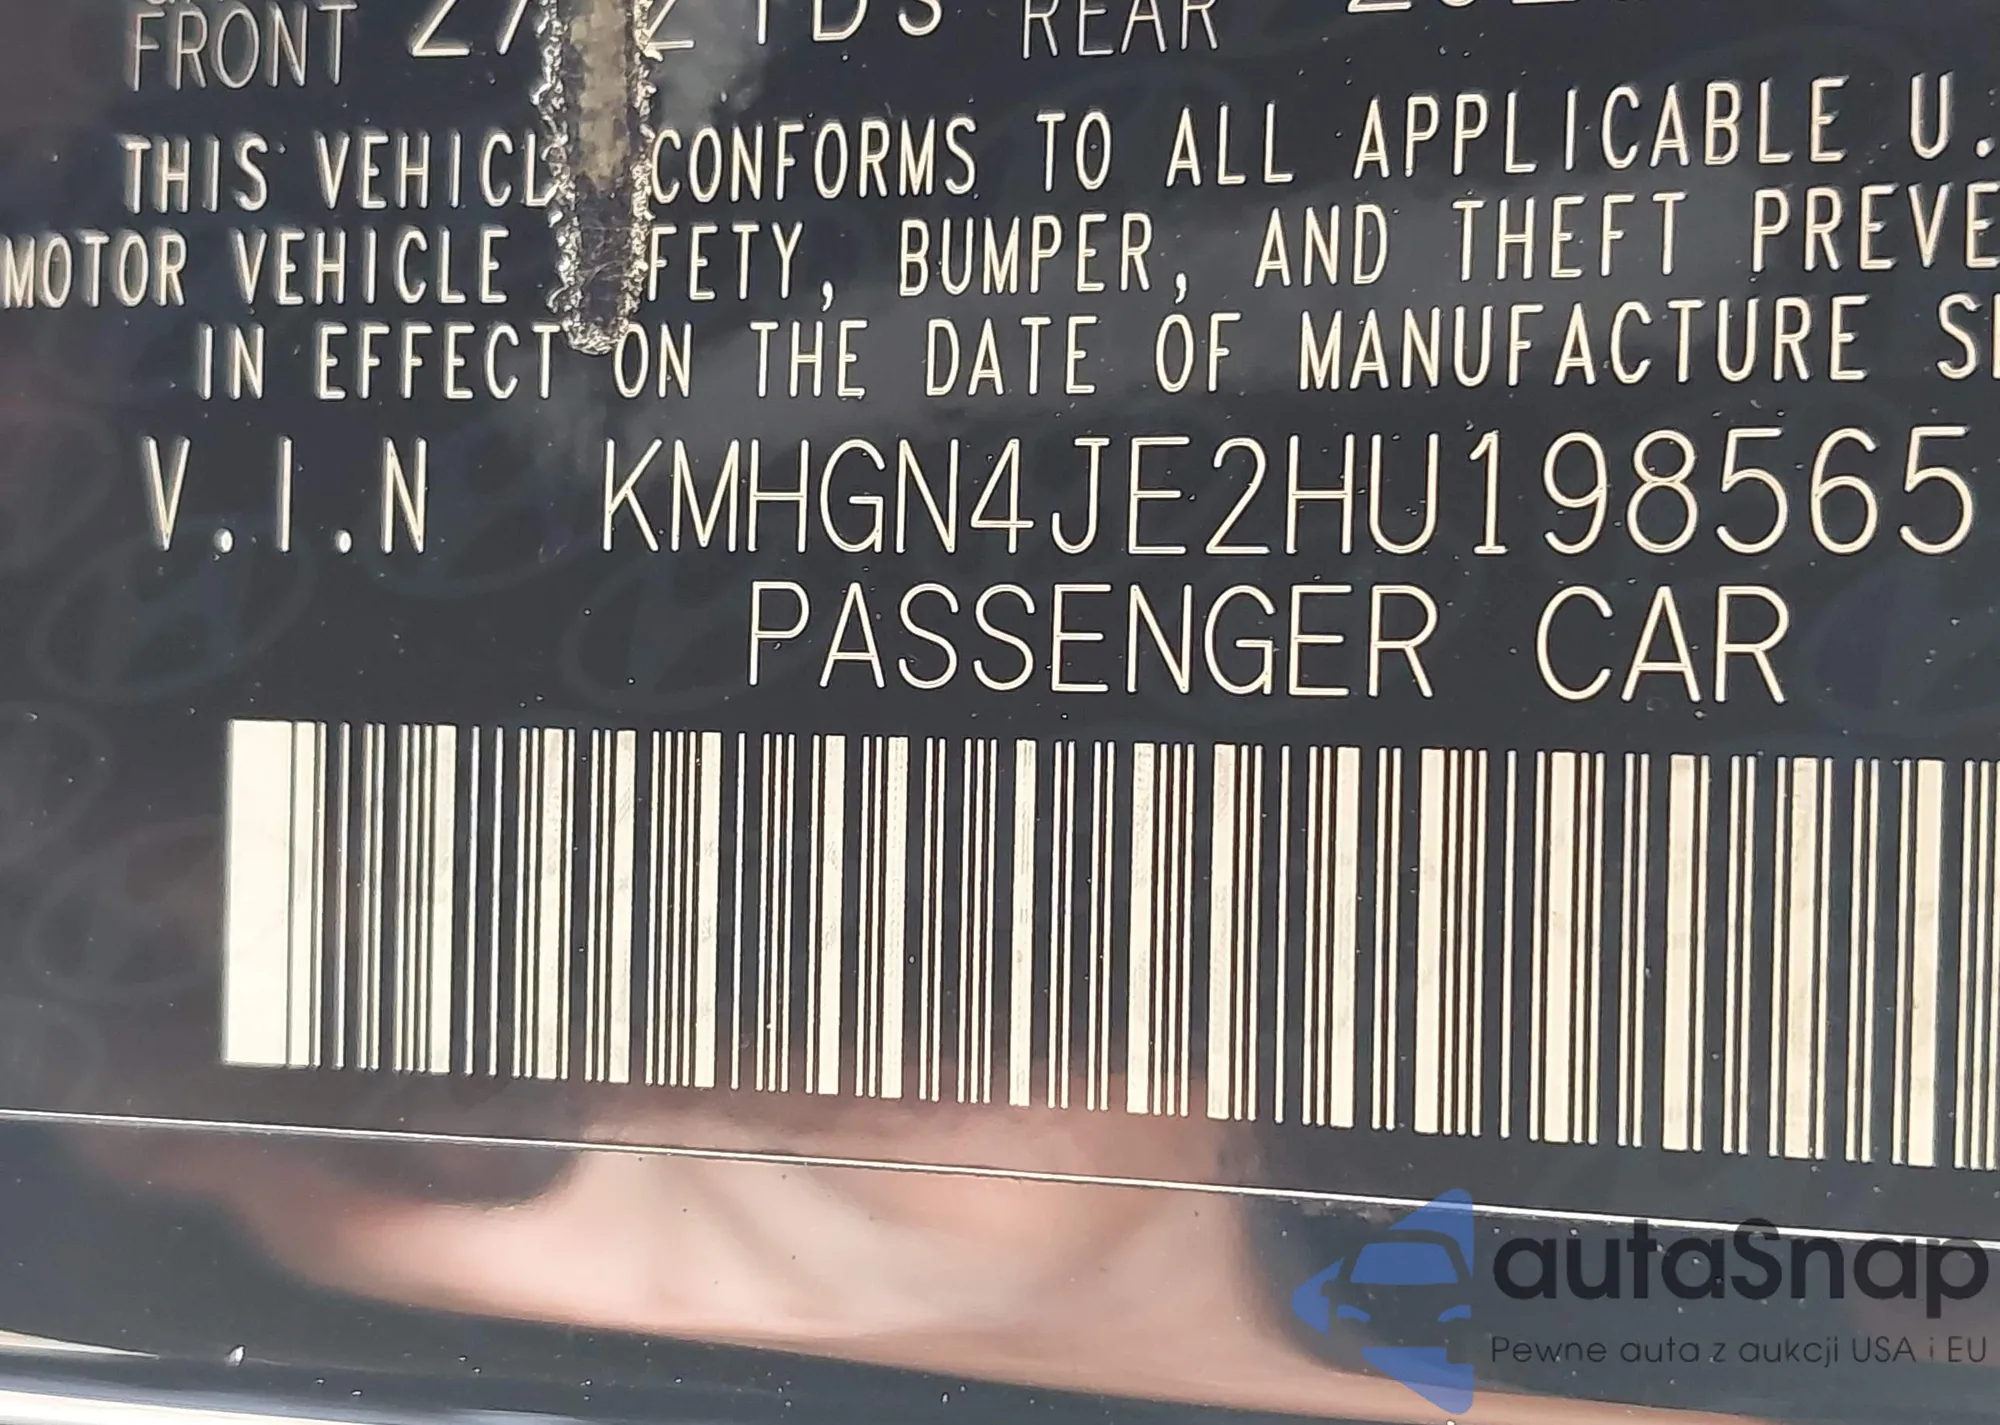 FRONT REAR
THIS VEHICL CONFORMS TO ALL APPLICABLE U.
MOTOR VEHICLE FETY, BUMPER, AND THEFT PREVE
IN EFFECT ON THE DATE OF MANUFACTURE
V.I.N KMHGN4JE2HU198565
PASSENGER CAR
autaSnap
Pewne auta z aukcji USA i EU